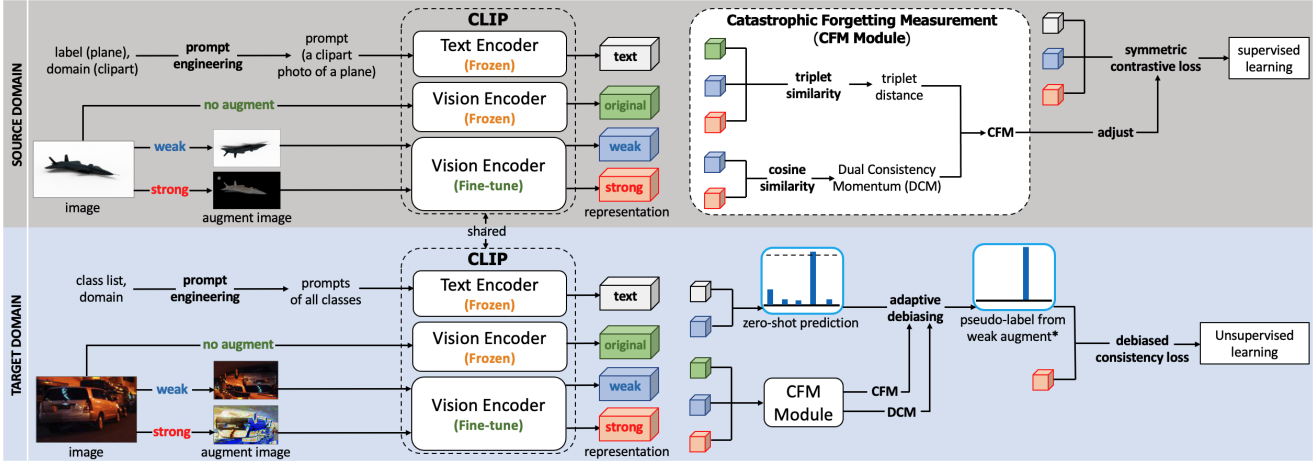 SOURCE DOMAIN
label (plane),
domain (clipart)
prompt
engineering
prompt
(a clipart
photo of a plane)
no augment
weak
strong
image
augment image
CLIP
Text Encoder
(Frozen)
Vision Encoder
(Frozen)
Vision Encoder
(Fine-tune)
text
original
weak
strong
representation
Catastrophic Forgetting Measurement
(CFM Module)
triplet
similarity
triplet
distance
cosine
similarity
Dual Consistency
Momentum (DCM)
CFM
adjust
symmetric
contrastive loss
supervised
learning
shared
TARGET DOMAIN
class list,
domain
prompt
engineering
prompts
of all classes
no augment
weak
strong
image
augment image
CLIP
Text Encoder
(Frozen)
Vision Encoder
(Frozen)
Vision Encoder
(Fine-tune)
text
original
weak
strong
representation
zero-shot prediction
adaptive
debiasing
pseudo-label from
weak augment*
CFM
Module
CFM
DCM
debiased
consistency loss
Unsupervised
learning